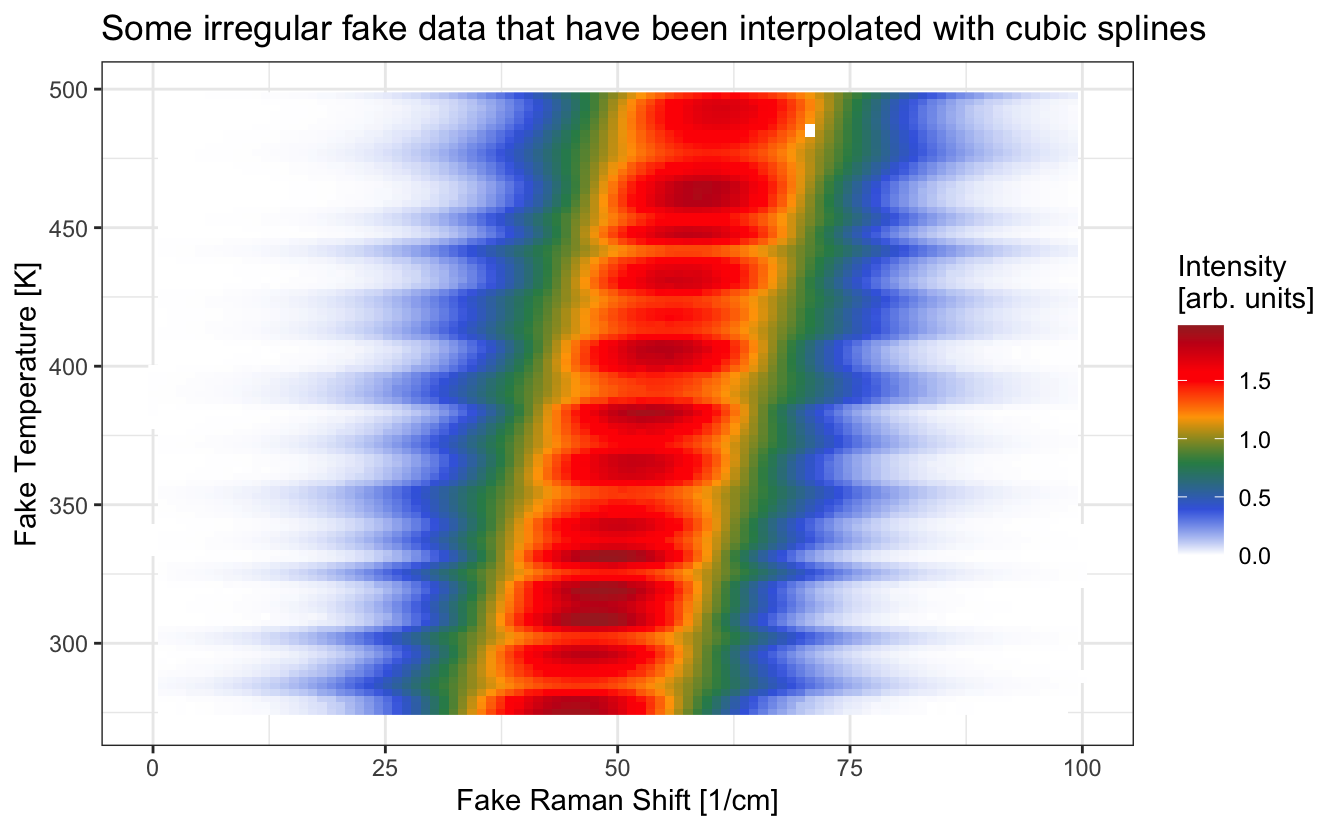 Some irregular fake data that have been interpolated with cubic splines
500
450
400
350
300
Fake Temperature [K]
0 25 50 75 100
Fake Raman Shift [1/cm]
Intensity
[arb. units]
1.5
1.0
0.5
0.0